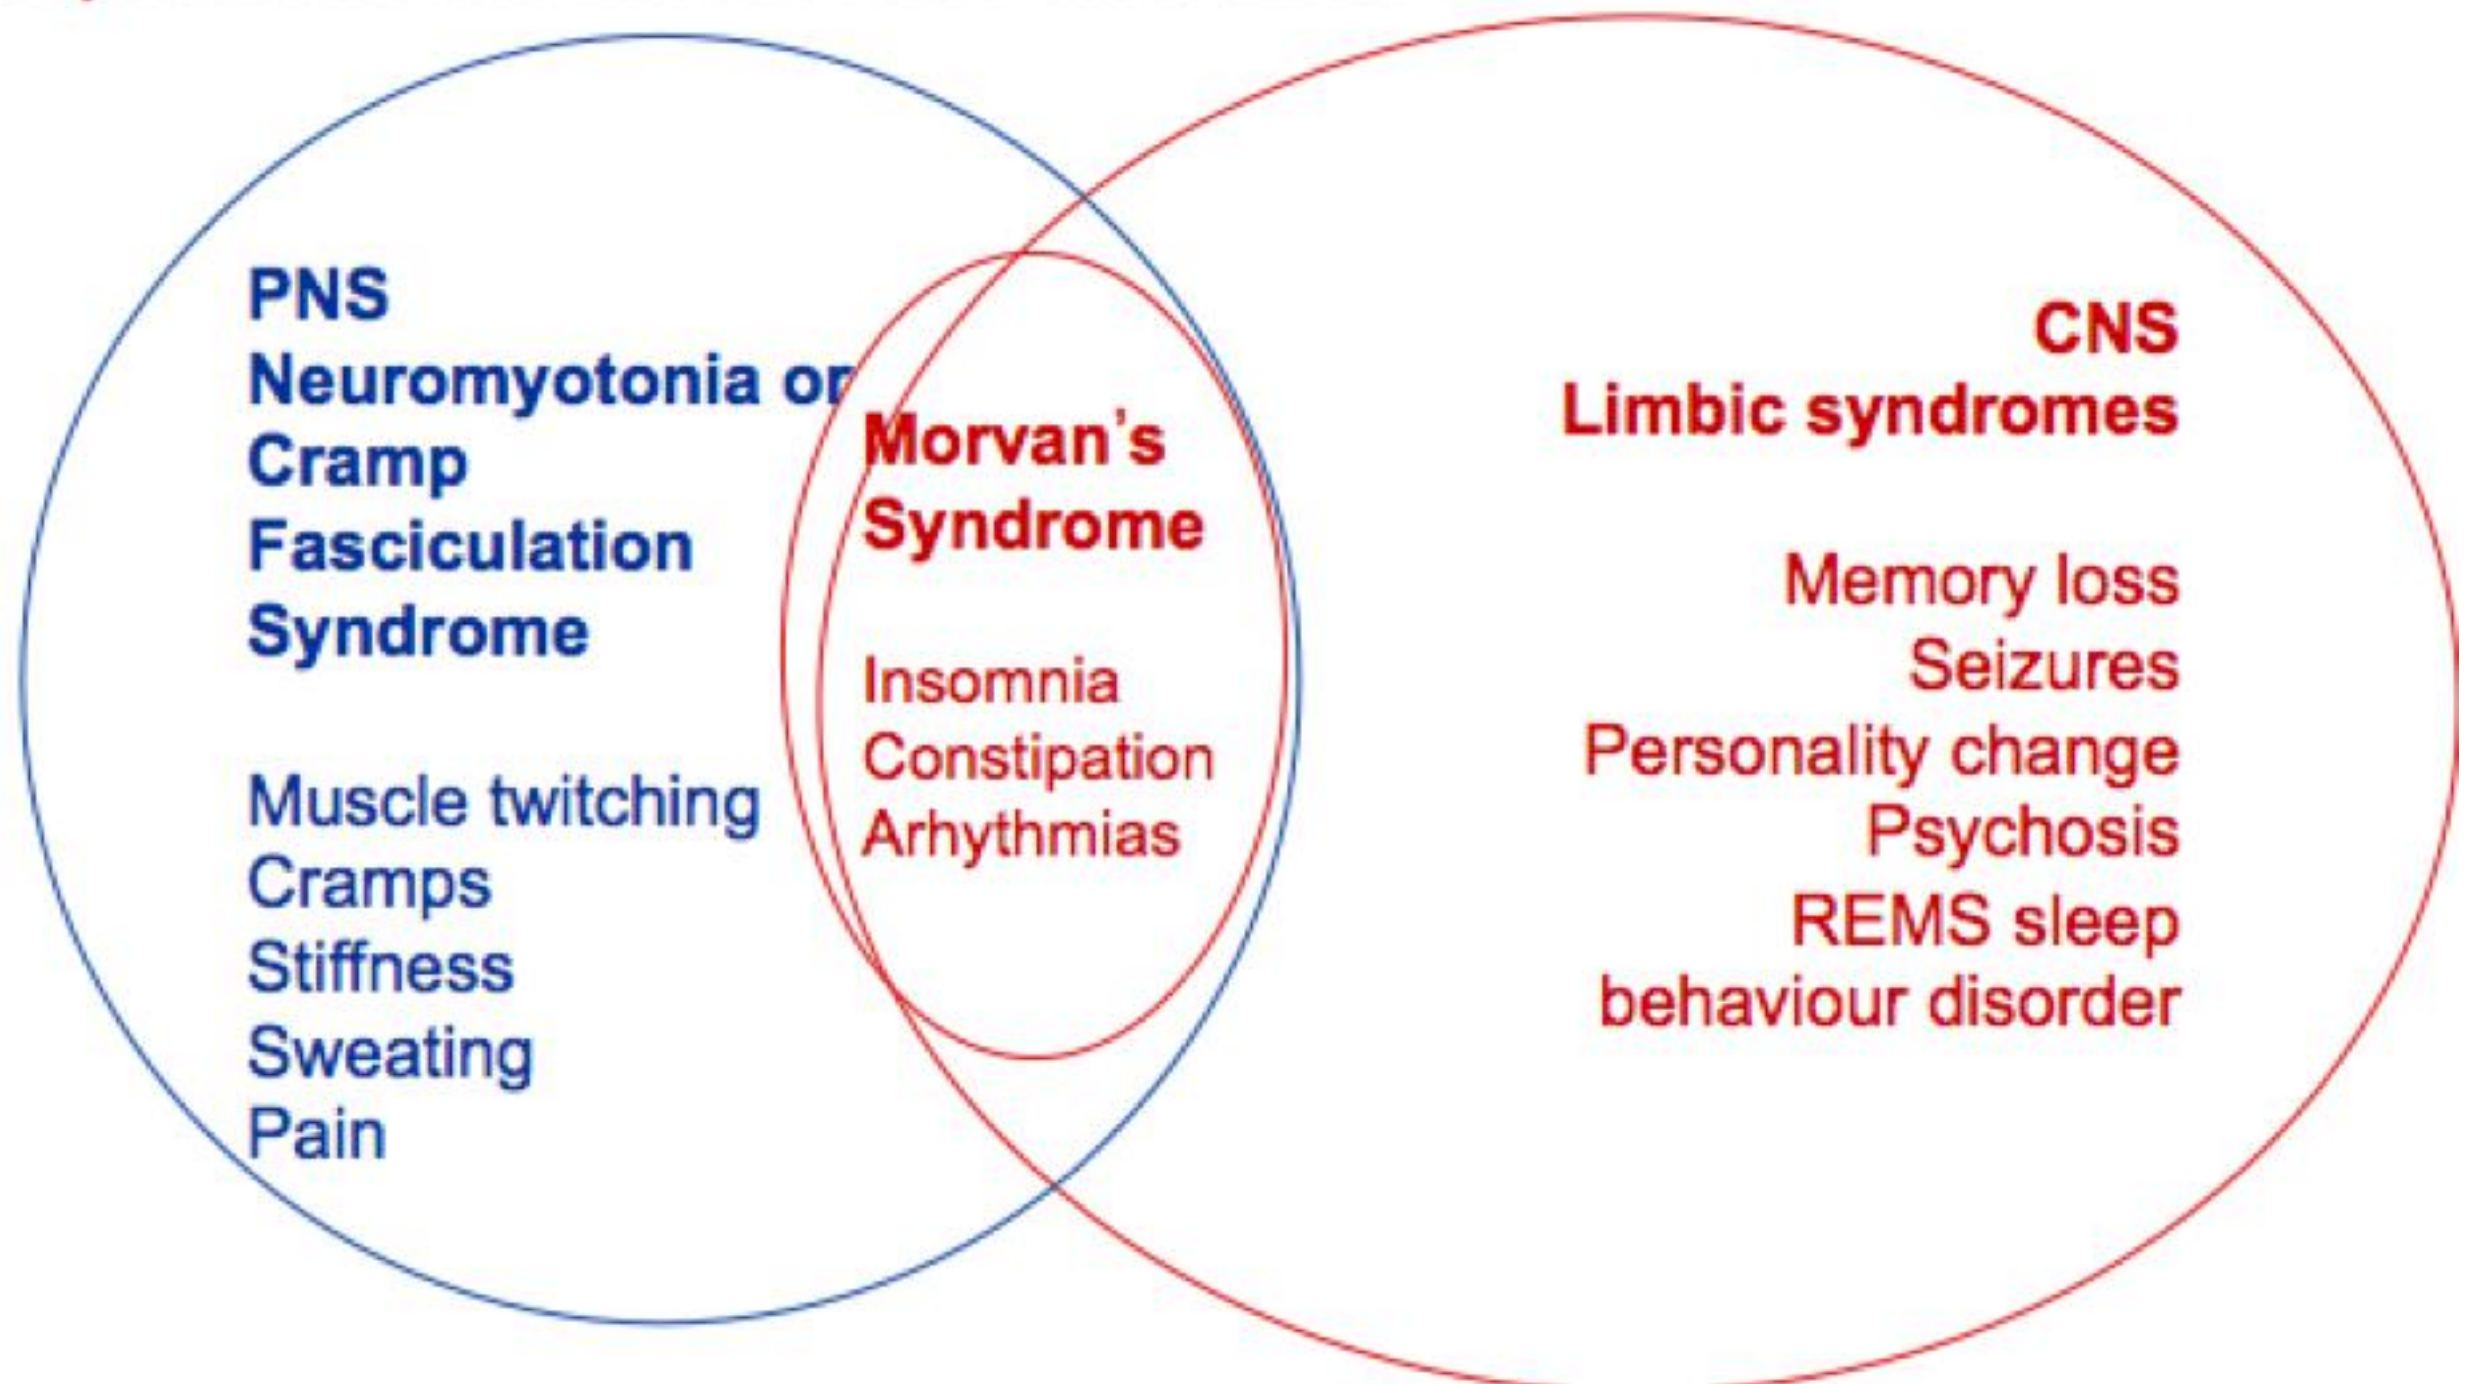 PNS
Neuromyotonia or
Cramp
Fasciculation
Syndrome
Muscle twitching
Cramps
Stiffness
Sweating
Pain
Morvan's
Syndrome
Insomnia
Constipation
Arhythmias
CNS
Limbic syndromes
Memory loss
Seizures
Personality change
Psychosis
REMS sleep
behaviour disorder